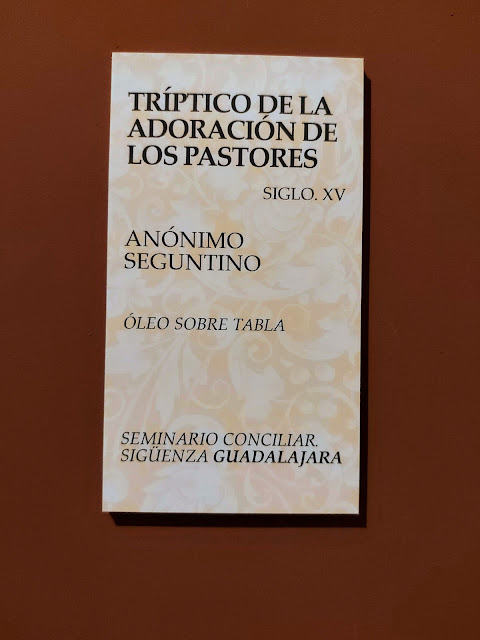 TRÍPTICO DE LA
ADORACIÓN DE
LOS PASTORES
SIGLO. XV
ANÓNIMO
SEGUNTINO
ÓLEO SOBRE TABLA
SEMINARIO CONCILIAR.
SIGÜENZA GUADALAJARA